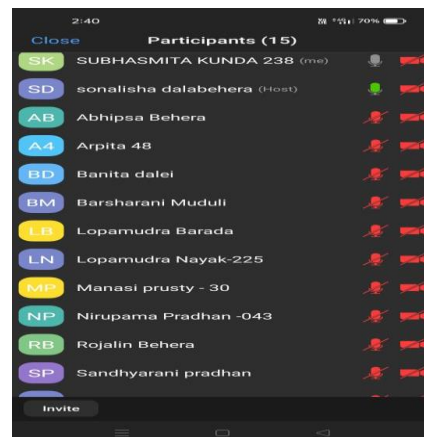 2:40 70%
Close Participants (15)
SK SUBHASMITA KUNDA 238 (me)
SD sonalisha dalabehera (Host)
AB Abhipsa Behera
A4 Arpita 48
BD Banita dalei
BM Barsharani Muduli
LB Lopamudra Barada
LN Lopamudra Nayak-225
MP Manasi prusty - 30
NP Nirupama Pradhan -043
RB Rojalin Behera
SP Sandhyarani pradhan
Invite